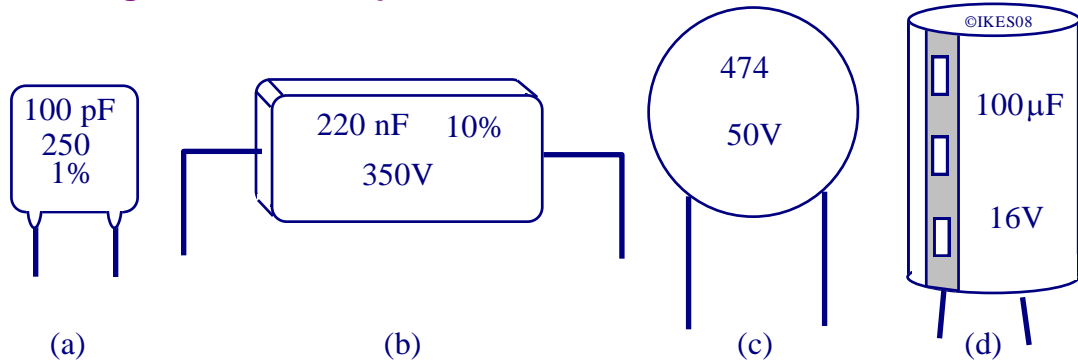 100 pF
250
1%
220 nF 10%
350V
474
50V
©IKES08
100μF
16V
(a)
(b)
(c)
(d)